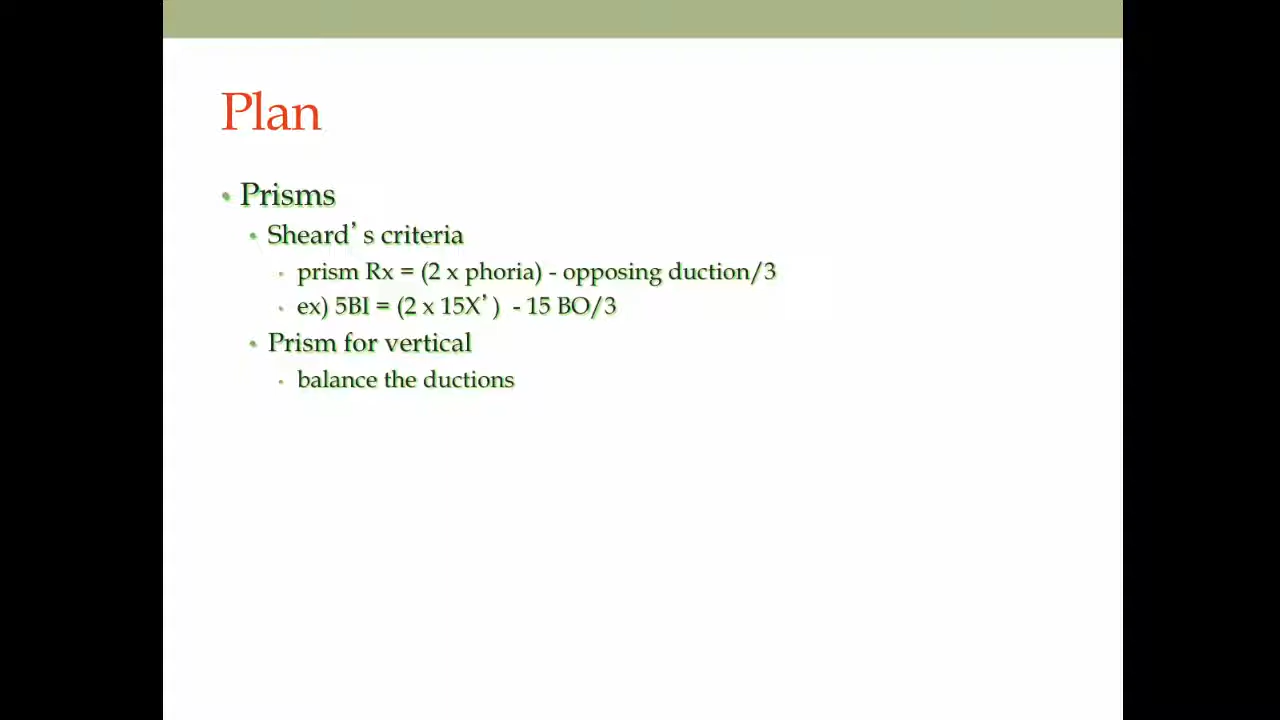 Plan
• Prisms
• Sheard's criteria
• prism Rx = (2 x phoria) - opposing duction/3
• ex) 5BI = (2 x 15X') - 15 BO/3
• Prism for vertical
• balance the ductions